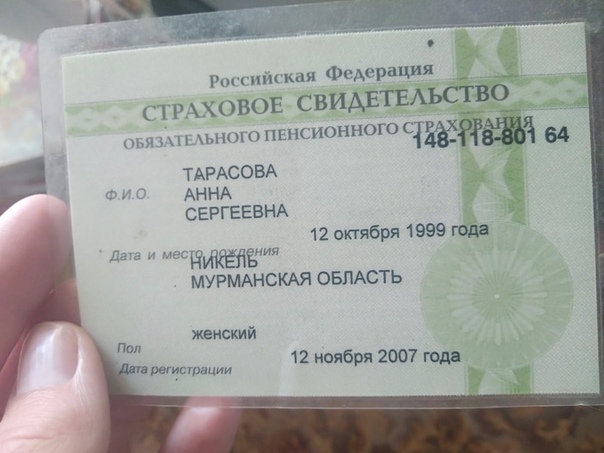 Российская Федерация
СТРАХОВОЕ СВИДЕТЕЛЬСТВО
ОБЯЗАТЕЛЬНОГО ПЕНСИОННОГО СТРАХОВАНИЯ
148-118-801 64
Ф.И.О. ТАРАСОВА
АННА
СЕРГЕЕВНА
12 октября 1999 года
Дата и место рождения
НИКЕЛЬ
МУРМАНСКАЯ ОБЛАСТЬ
Пол женский
Дата регистрации 12 ноября 2007 года